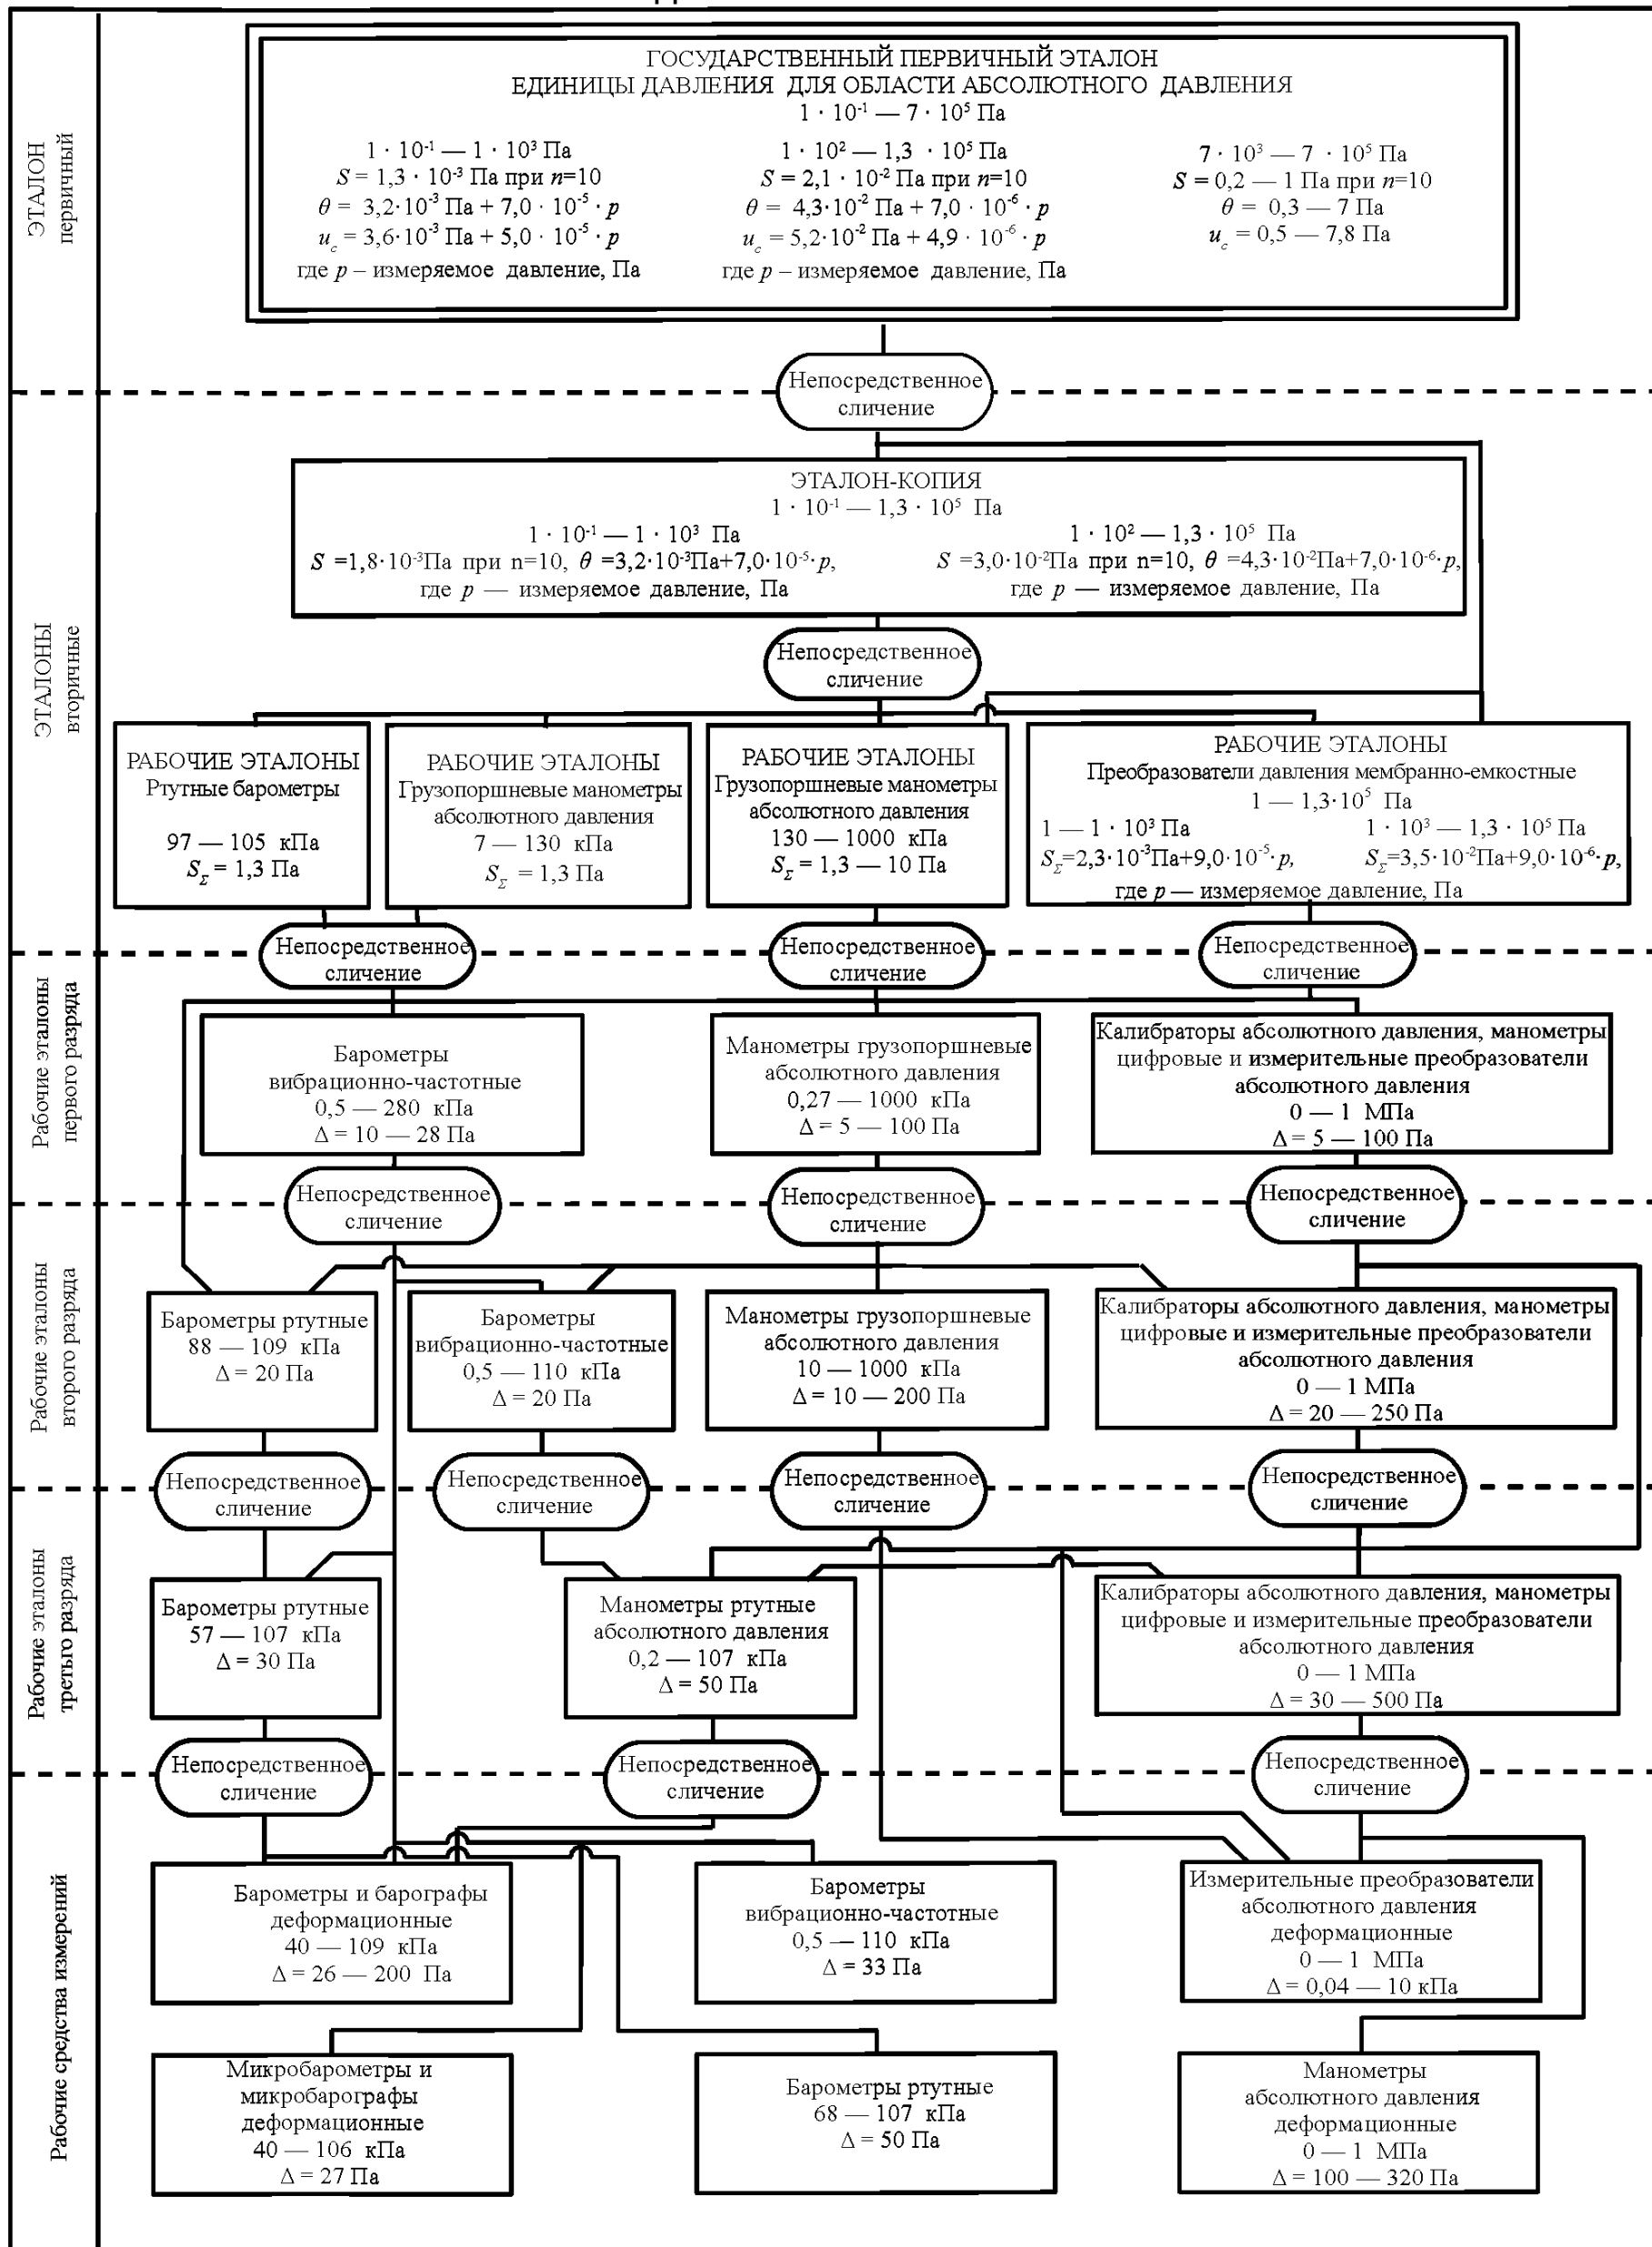 ЭТАЛОН
первичный
ГОСУДАРСТВЕННЫЙ ПЕРВИЧНЫЙ ЭТАЛОН
ЕДИНИЦЫ ДАВЛЕНИЯ ДЛЯ ОБЛАСТИ АБСОЛЮТНОГО ДАВЛЕНИЯ
1 · 10⁻¹ — 7 · 10⁵ Па
1 · 10⁻¹ — 1 · 10³ Па
S = 1,3 · 10⁻³ Па при n=10
θ = 3,2·10⁻³ Па + 7,0 · 10⁻⁵ · p
u_c = 3,6·10⁻³ Па + 5,0 · 10⁻⁵ · p
где p – измеряемое давление, Па
1 · 10² — 1,3 · 10⁵ Па
S = 2,1 · 10⁻² Па при n=10
θ = 4,3·10⁻² Па + 7,0 · 10⁻⁶ · p
u_c = 5,2·10⁻² Па + 4,9 · 10⁻⁶ · p
где p – измеряемое давление, Па
7 · 10³ — 7 · 10⁵ Па
S = 0,2 — 1 Па при n=10
θ = 0,3 — 7 Па
u_c = 0,5 — 7,8 Па
Непосредственное
сличение
ЭТАЛОНЫ
вторичные
ЭТАЛОН-КОПИЯ
1 · 10⁻¹ — 1,3 · 10⁵ Па
1 · 10⁻¹ — 1 · 10³ Па
S =1,8·10⁻³Па при n=10, θ =3,2·10⁻³Па+7,0·10⁻⁵·p,
где p — измеряемое давление, Па
1 · 10² — 1,3 · 10⁵ Па
S =3,0·10⁻²Па при n=10, θ =4,3·10⁻²Па+7,0·10⁻⁶·p,
где p — измеряемое давление, Па
Непосредственное
сличение
РАБОЧИЕ ЭТАЛОНЫ
Ртутные барометры
97 — 105 кПа
S_Σ = 1,3 Па
РАБОЧИЕ ЭТАЛОНЫ
Грузопоршневые манометры
абсолютного давления
7 — 130 кПа
S_Σ = 1,3 Па
РАБОЧИЕ ЭТАЛОНЫ
Грузопоршневые манометры
абсолютного давления
130 — 1000 кПа
S_Σ = 1,3 — 10 Па
РАБОЧИЕ ЭТАЛОНЫ
Преобразователи давления мембранно-емкостные
1 — 1,3·10⁵ Па
1 — 1 · 10³ Па
S_Σ=2,3·10⁻³Па+9,0·10⁻⁵·p,
1 · 10³ — 1,3 · 10⁵ Па
S_Σ=3,5·10⁻²Па+9,0·10⁻⁶·p,
где p — измеряемое давление, Па
Непосредственное
сличение
Непосредственное
сличение
Непосредственное
сличение
Рабочие эталоны
первого разряда
Барометры
вибрационно-частотные
0,5 — 280 кПа
Δ = 10 — 28 Па
Манометры грузопоршневые
абсолютного давления
0,27 — 1000 кПа
Δ = 5 — 100 Па
Калибраторы абсолютного давления, манометры
цифровые и измерительные преобразователи
абсолютного давления
0 — 1 МПа
Δ = 5 — 100 Па
Непосредственное
сличение
Непосредственное
сличение
Непосредственное
сличение
Рабочие эталоны
второго разряда
Барометры ртутные
88 — 109 кПа
Δ = 20 Па
Барометры
вибрационно-частотные
0,5 — 110 кПа
Δ = 20 Па
Манометры грузопоршневые
абсолютного давления
10 — 1000 кПа
Δ = 10 — 200 Па
Калибраторы абсолютного давления, манометры
цифровые и измерительные преобразователи
абсолютного давления
0 — 1 МПа
Δ = 20 — 250 Па
Непосредственное
сличение
Непосредственное
сличение
Непосредственное
сличение
Непосредственное
сличение
Рабочие эталоны
третьего разряда
Барометры ртутные
57 — 107 кПа
Δ = 30 Па
Манометры ртутные
абсолютного давления
0,2 — 107 кПа
Δ = 50 Па
Калибраторы абсолютного давления, манометры
цифровые и измерительные преобразователи
абсолютного давления
0 — 1 МПа
Δ = 30 — 500 Па
Непосредственное
сличение
Непосредственное
сличение
Непосредственное
сличение
Рабочие средства измерений
Барометры и барографы
деформационные
40 — 109 кПа
Δ = 26 — 200 Па
Барометры
вибрационно-частотные
0,5 — 110 кПа
Δ = 33 Па
Измерительные преобразователи
абсолютного давления
деформационные
0 — 1 МПа
Δ = 0,04 — 10 кПа
Микробарометры и
микробарографы
деформационные
40 — 106 кПа
Δ = 27 Па
Барометры ртутные
68 — 107 кПа
Δ = 50 Па
Манометры
абсолютного давления
деформационные
0 — 1 МПа
Δ = 100 — 320 Па